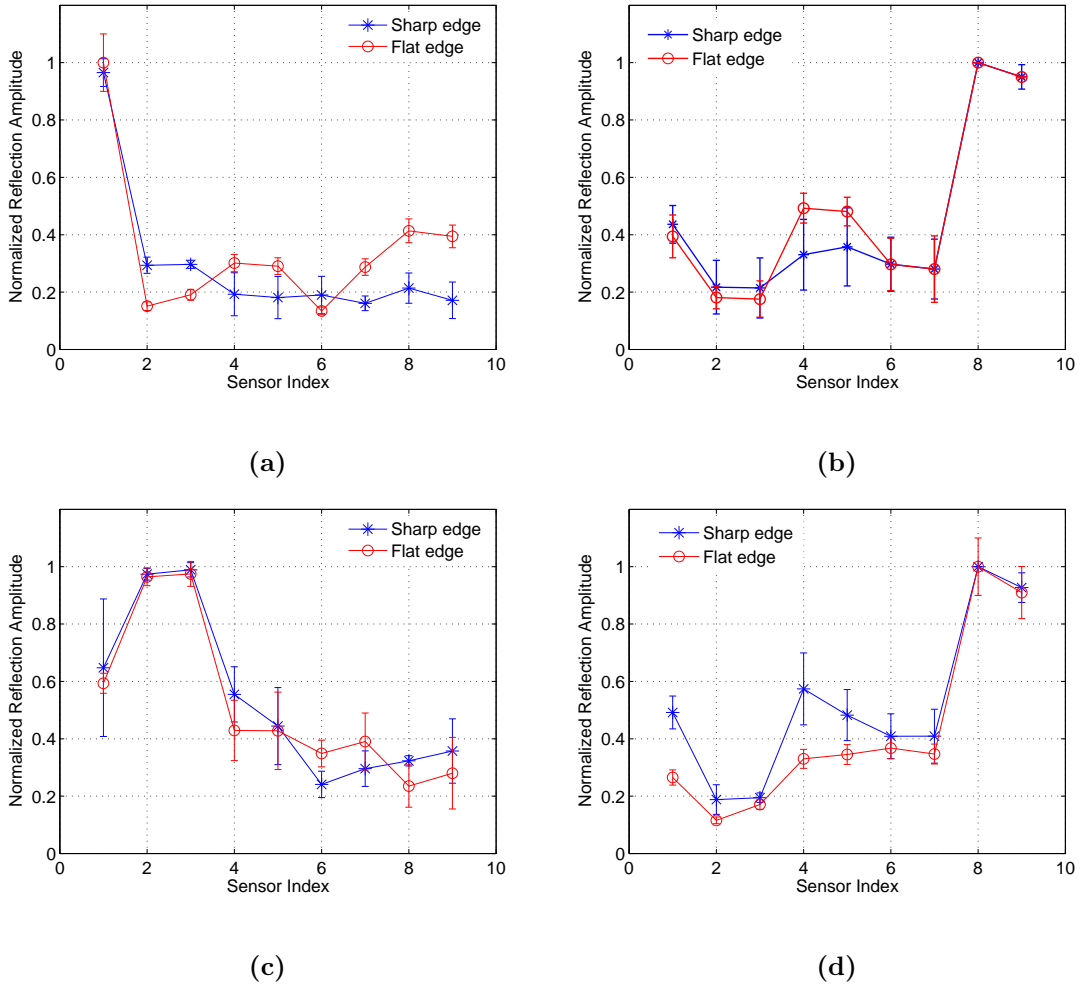 Sharp edge
Flat edge
Normalized Reflection Amplitude
1
0.8
0.6
0.4
0.2
0
0 2 4 6 8 10
Sensor Index
(a)
Sharp edge
Flat edge
Normalized Reflection Amplitude
1
0.8
0.6
0.4
0.2
0
0 2 4 6 8 10
Sensor Index
(b)
Sharp edge
Flat edge
Normalized Reflection Amplitude
1
0.8
0.6
0.4
0.2
0
0 2 4 6 8 10
Sensor Index
(c)
Sharp edge
Flat edge
Normalized Reflection Amplitude
1
0.8
0.6
0.4
0.2
0
0 2 4 6 8 10
Sensor Index
(d)